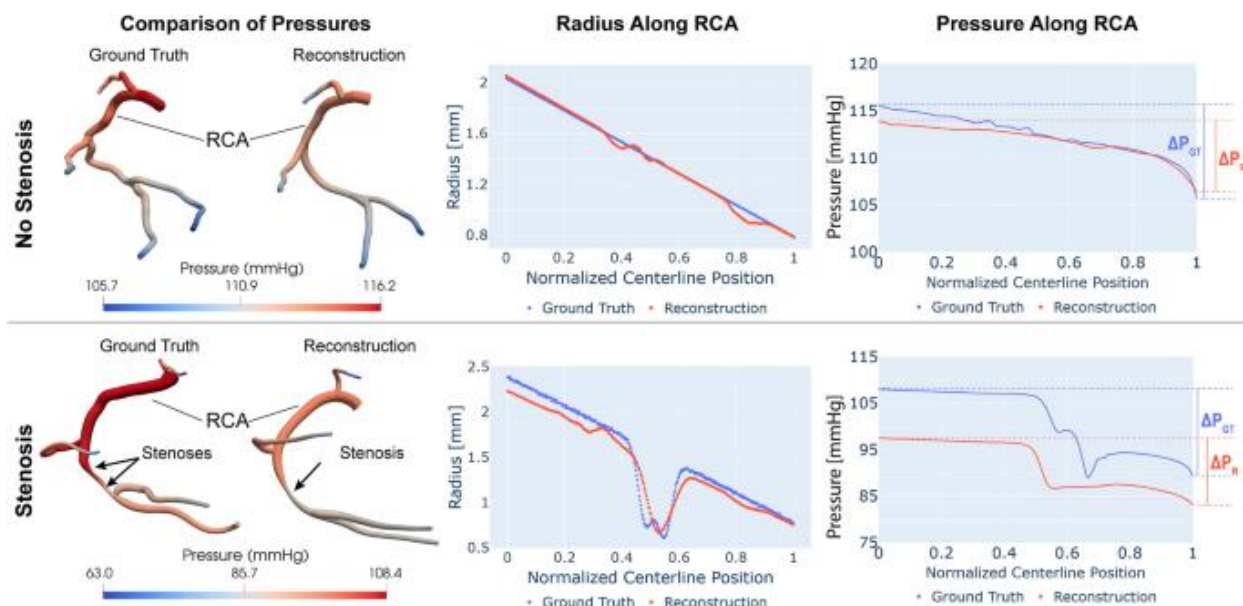 Comparison of Pressures
Radius Along RCA
Pressure Along RCA
No Stenosis
Ground Truth
Reconstruction
RCA
Pressure (mmHg)
105.7
110.9
116.2
Radius [mm]
2
1.6
1.2
0.8
0
0.2
0.4
0.6
0.8
1
Normalized Centerline Position
Ground Truth
Reconstruction
Pressure [mmHg]
120
115
110
105
100
ΔP_GT
0
0.2
0.4
0.6
0.8
1
Normalized Centerline Position
Ground Truth
Reconstruction
Stenosis
Ground Truth
Reconstruction
RCA
Stenoses
Stenosis
Pressure (mmHg)
63.0
108.4
Radius [mm]
2.5
2
1.5
1
0.5
0
0.2
0.4
0.6
0.8
1
Normalized Centerline Position
Ground Truth
Reconstruction
Pressure [mmHg]
115
105
95
85
75
ΔP_GT
ΔP_R
0
0.2
0.4
0.6
0.8
1
Normalized Centerline Position
Ground Truth
Reconstruction